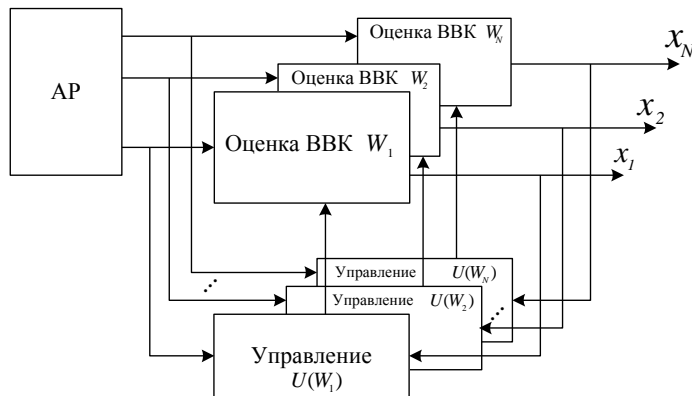 Оценка ВВК W_N
x_N
Оценка ВВК W_2
АР
x_2
Оценка ВВК W_1
x_1
Управление U(W_N)
...
Управление U(W_2)
...
Управление
U(W_1)